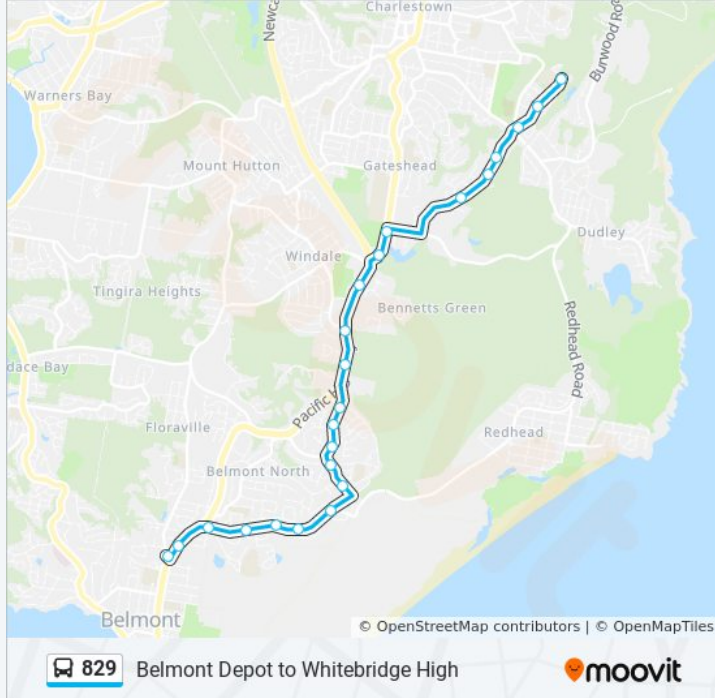 Charlestown
Newca
Burwood Roa
Warners Bay
Mount Hutton
Gateshead
Dudley
Windale
Tingira Heights
Bennetts Green
Redhead Road
dace Bay
Pacific H
Floraville
Redhead
Belmont North
Belmont
© OpenStreetMap contributors | © OpenMapTiles
829 Belmont Depot to Whitebridge High
moovit